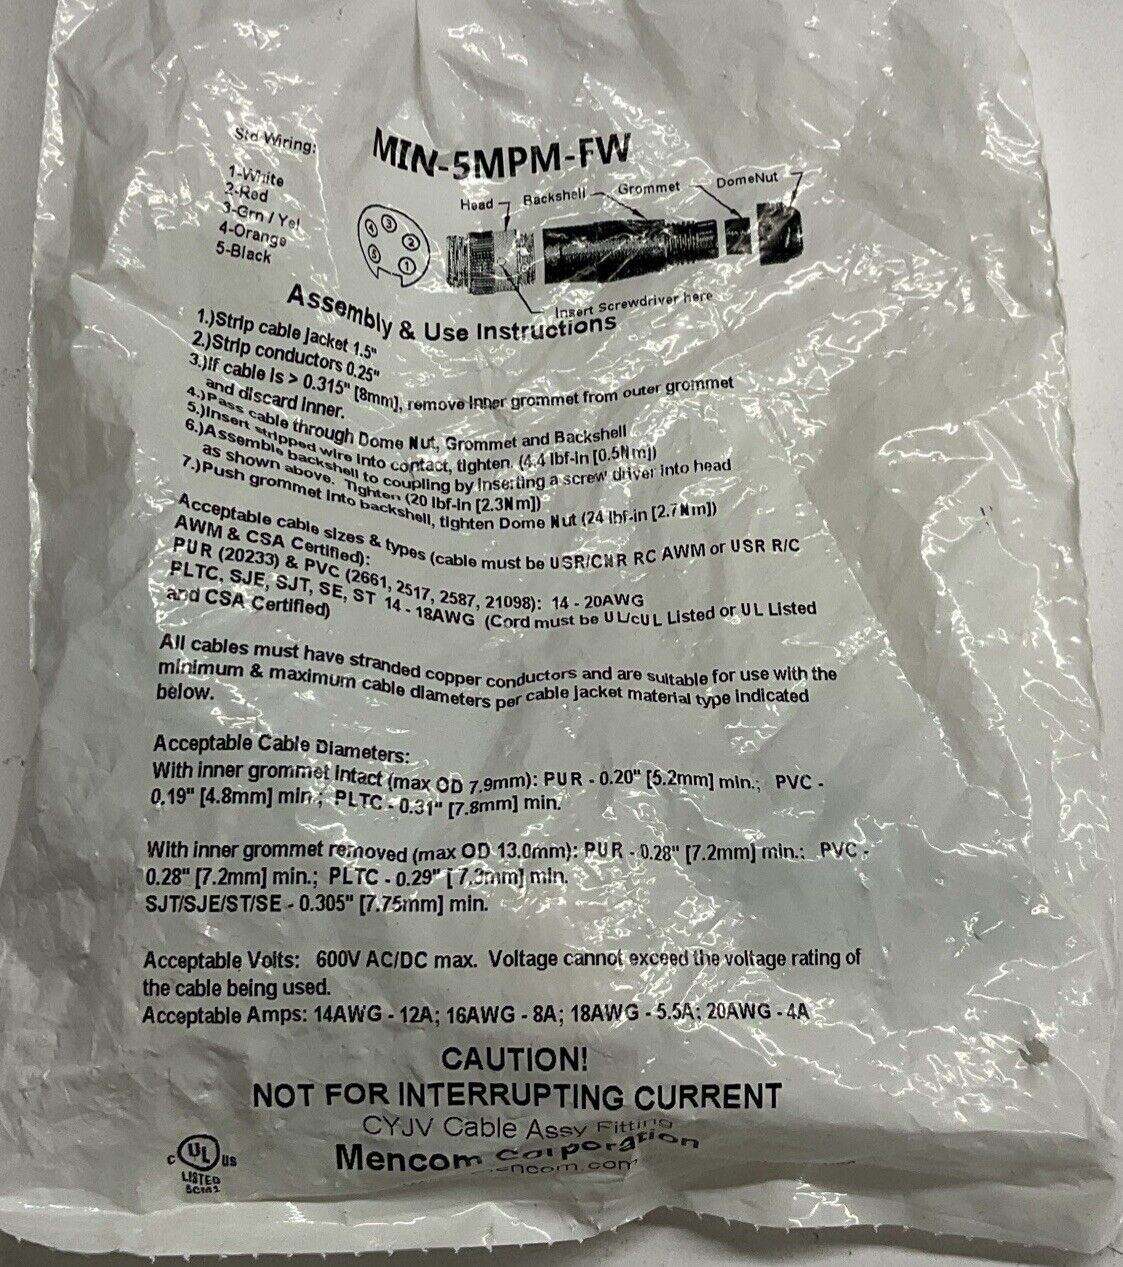 Std Wiring:
1-White
2-Red
3-Grn / Yel
4-Orange
5-Black
MIN-5MPM-FW
Head
Backshell
Grommet
DomeNut
4
3
2
5
1
Insert Screwdriver here
Assembly & Use Instructions
1.)Strip cable jacket 1.5"
2.)Strip conductors 0.25"
3.)If cable is > 0.315" [8mm], remove inner grommet from outer grommet
and discard inner.
4.)Pass cable through Dome Nut, Grommet and Backshell
5.)Insert stripped wire into contact, tighten. (4.4 lbf-in [0.5Nm])
6.)Assemble backshell to coupling by inserting a screw driver into head
as shown above. Tighten (20 lbf-in [2.3Nm])
7.)Push grommet into backshell, tighten Dome Nut (24 lbf-in [2.7Nm])
Acceptable cable sizes & types (cable must be USR/CNR RC AWM or USR R/C
AWM & CSA Certified):
PUR (20233) & PVC (2661, 2517, 2587, 21098): 14 - 20AWG
PLTC, SJE, SJT, SE, ST 14 - 18AWG (Cord must be UL/cUL Listed or UL Listed
and CSA Certified)
All cables must have stranded copper conductors and are suitable for use with the
minimum & maximum cable diameters per cable jacket material type indicated
below.
Acceptable Cable Diameters:
With inner grommet intact (max OD 7.9mm): PUR - 0.20" [5.2mm] min.; PVC -
0.19" [4.8mm] min.; PLTC - 0.31" [7.8mm] min.
With inner grommet removed (max OD 13.0mm): PUR - 0.28" [7.2mm] min.: PVC -
0.28" [7.2mm] min.; PLTC - 0.29" [7.3mm] min.
SJT/SJE/ST/SE - 0.305" [7.75mm] min.
Acceptable Volts: 600V AC/DC max. Voltage cannot exceed the voltage rating of
the cable being used.
Acceptable Amps: 14AWG - 12A; 16AWG - 8A; 18AWG - 5.5A; 20AWG - 4A
CAUTION!
NOT FOR INTERRUPTING CURRENT
CYJV Cable Assy Fitting
Mencom Corporation
c UL us
LISTED